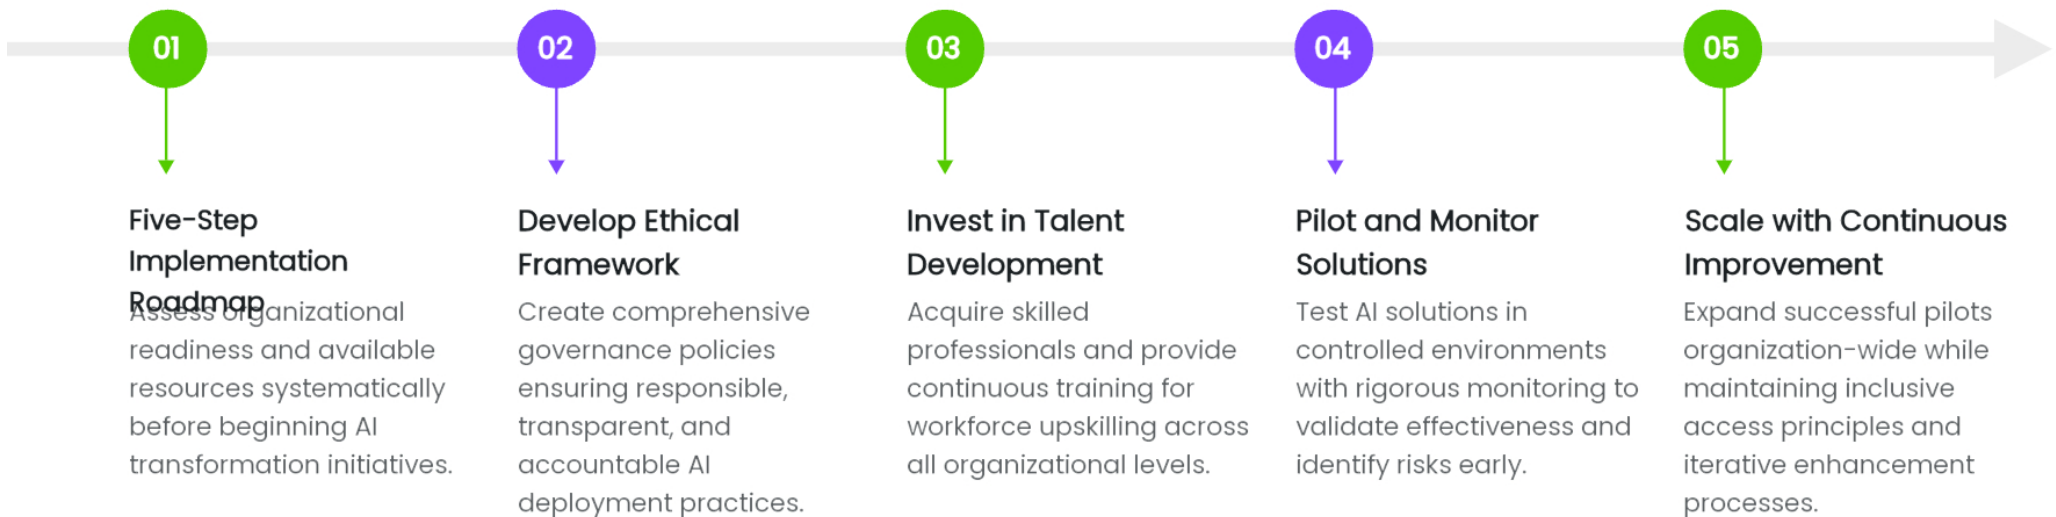 01
02
03
04
05
Five-Step
Implementation
Roadmap
Assess organizational
readiness and available
resources systematically
before beginning AI
transformation initiatives.
Develop Ethical
Framework
Create comprehensive
governance policies
ensuring responsible,
transparent, and
accountable AI
deployment practices.
Invest in Talent
Development
Acquire skilled
professionals and provide
continuous training for
workforce upskilling across
all organizational levels.
Pilot and Monitor
Solutions
Test AI solutions in
controlled environments
with rigorous monitoring to
validate effectiveness and
identify risks early.
Scale with Continuous
Improvement
Expand successful pilots
organization-wide while
maintaining inclusive
access principles and
iterative enhancement
processes.